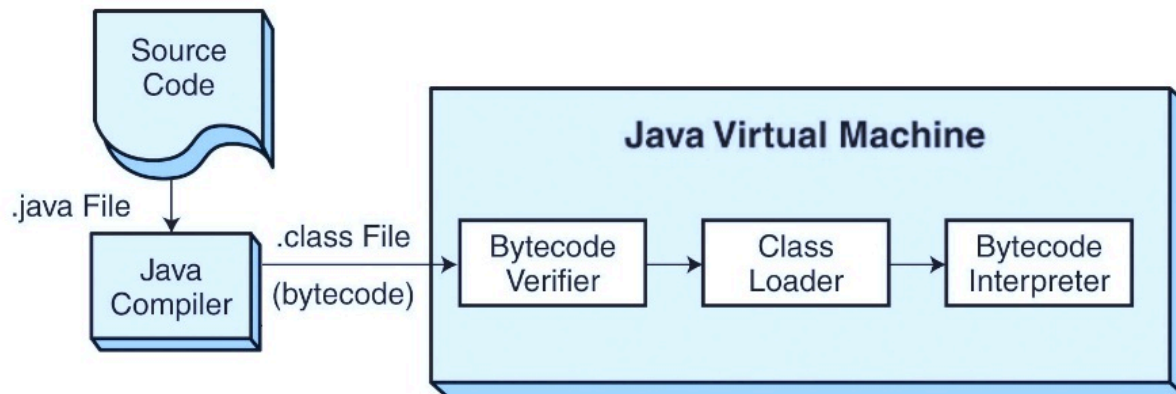 Source
Code
.java File
Java
Compiler
.class File
(bytecode)
Java Virtual Machine
Bytecode
Verifier
Class
Loader
Bytecode
Interpreter